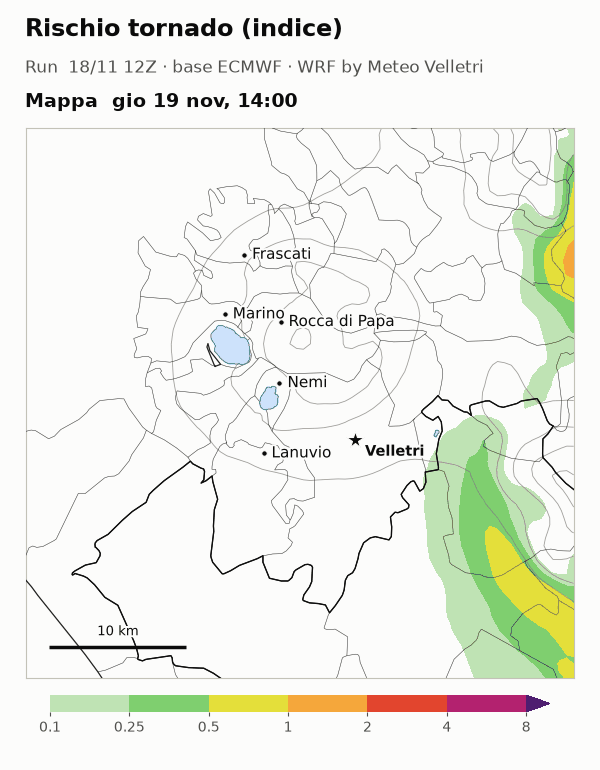 Rischio tornado (indice)
Run  18/11 12Z · base ECMWF · WRF by Meteo Velletri
Mappa  gio 19 nov, 14:00
Frascati
Marino
Rocca di Papa
Nemi
Velletri
Lanuvio
10 km
0.1 0.25 0.5 1 2 4 8